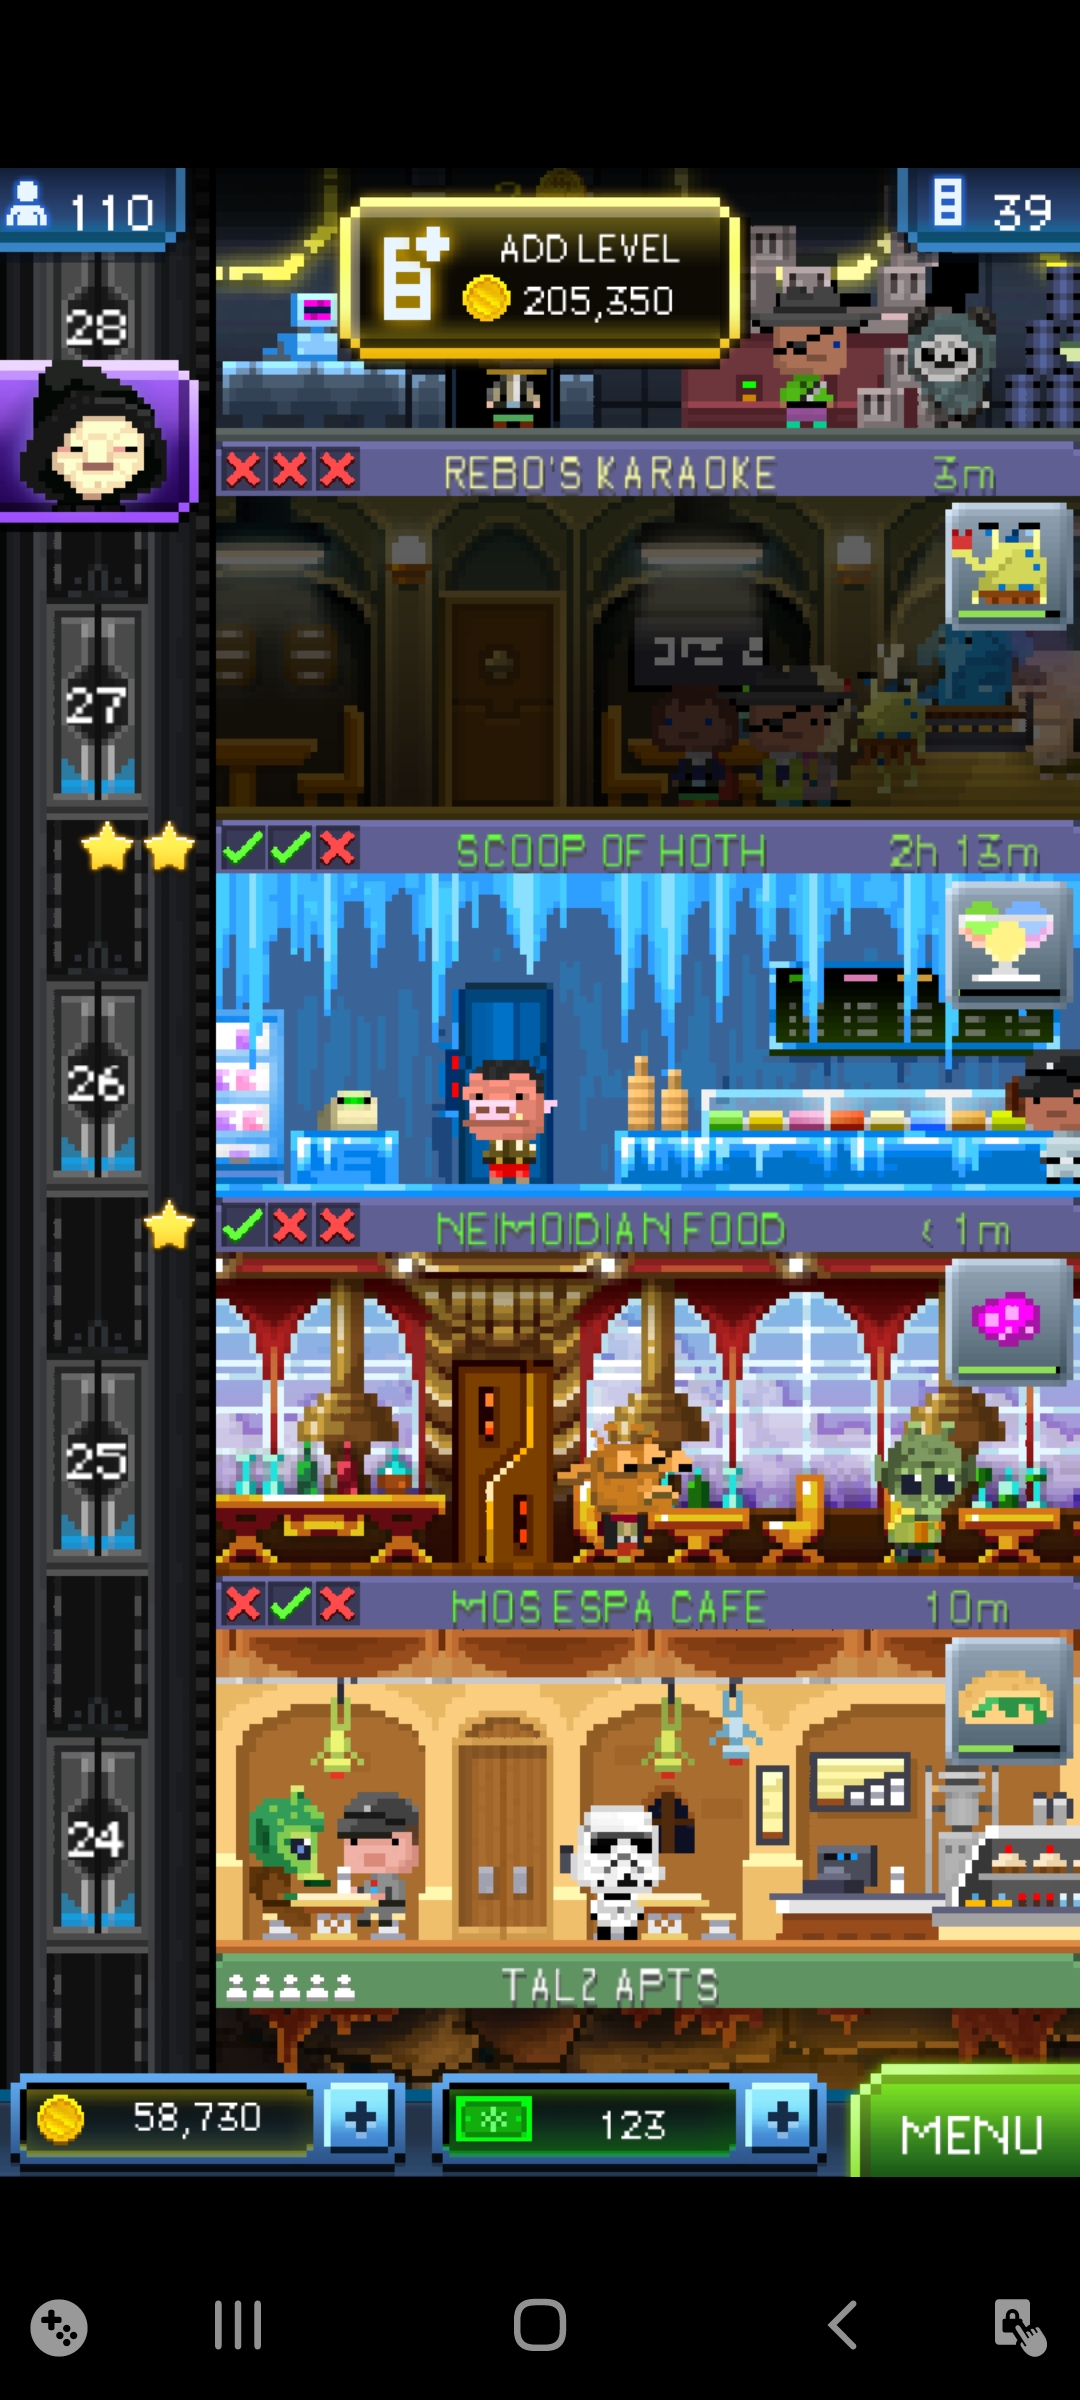 110
ADD LEVEL
205,350
39
28
REBO'S KARAOKE 3m
27
SCOOP OF HOTH 2h 13m
26
NEIMOIDIAN FOOD < 1m
25
MOS ESPA CAFE 10m
24
TALZ APTS
58,730
123
MENU